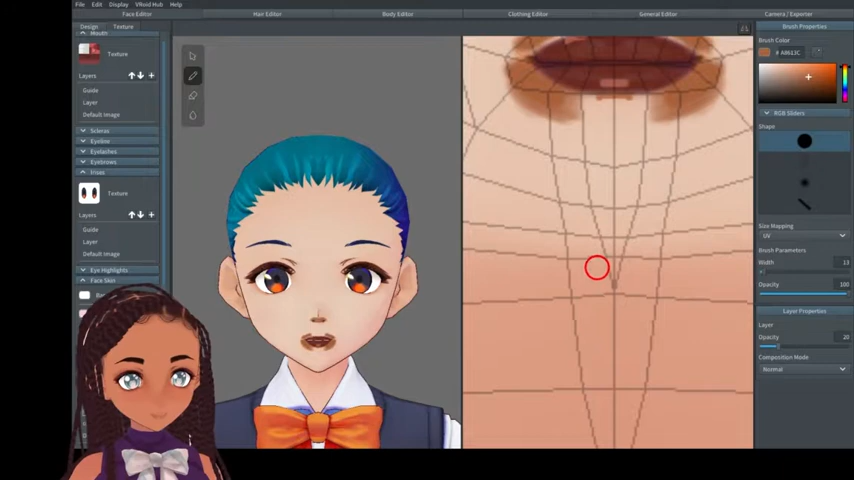 File Edit Display VRoid Hub Help
Face Editor Hair Editor Body Editor Clothing Editor General Editor Camera / Exporter
Design Texture
Mouth
Texture
Layers
Guide
Layer
Default Image
Scleras
Eyeline
Eyelashes
Eyebrows
Irises
Texture
Layers
Guide
Layer
Default Image
Eye Highlights
Face Skin
Brush Properties
Brush Color
# A8613C
RGB Sliders
Shape
Size Mapping
UV
Brush Parameters
Width 13
Opacity 100
Layer Properties
Layer
Opacity 20
Composition Mode
Normal